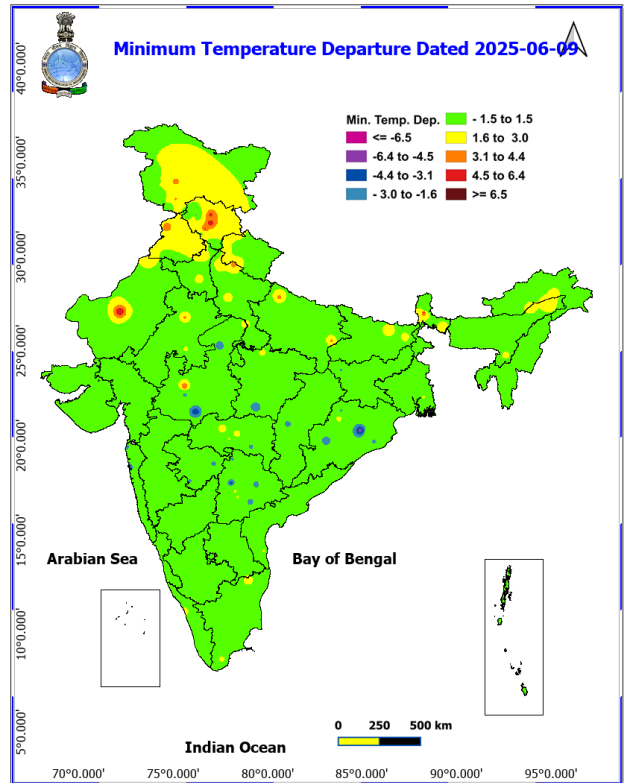 Minimum Temperature Departure Dated 2025-06-09
Min. Temp. Dep.
<= -6.5
-6.4 to -4.5
-4.4 to -3.1
- 3.0 to -1.6
- 1.5 to 1.5
1.6 to 3.0
3.1 to 4.4
4.5 to 6.4
>= 6.5
40°0.000'
35°0.000'
30°0.000'
25°0.000'
20°0.000'
15°0.000'
10°0.000'
5°0.000'
Arabian Sea
Bay of Bengal
Indian Ocean
0 250 500 km
70°0.000' 75°0.000' 80°0.000' 85°0.000' 90°0.000' 95°0.000'